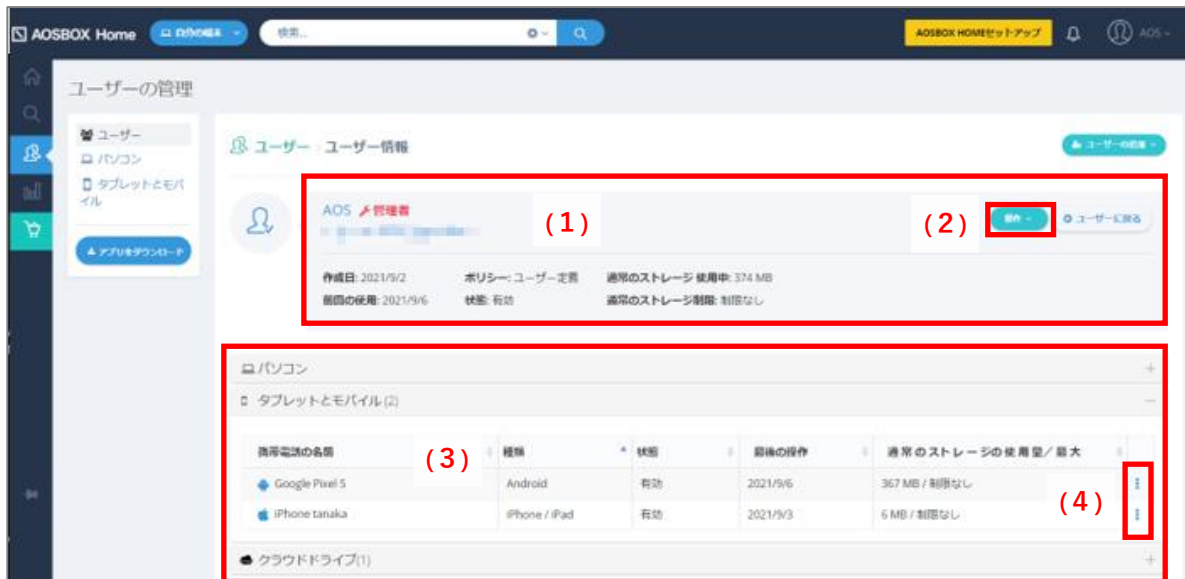 AOSBOX Home 自分の端末 検索... AOSBOX HOMEセットアップ AOS
ユーザーの管理
ユーザー
パソコン
タブレットとモバイル
アプリをダウンロード
ユーザー ユーザー情報 ユーザーの追加
AOS 管理者 (1) (2) 操作 ユーザーに戻る
作成日: 2021/9/2 ポリシー: ユーザー定義 通常のストレージ 使用中: 374 MB
前回の使用: 2021/9/6 状態: 有効 通常のストレージ制限: 制限なし
パソコン
タブレットとモバイル(2)
携帯電話の名前 (3) 種類 状態 最後の操作 通常のストレージの使用量/最大
Google Pixel 5 Android 有効 2021/9/6 367 MB / 制限なし (4)
iPhone tanaka iPhone / iPad 有効 2021/9/3 6 MB / 制限なし
クラウドドライブ(1)